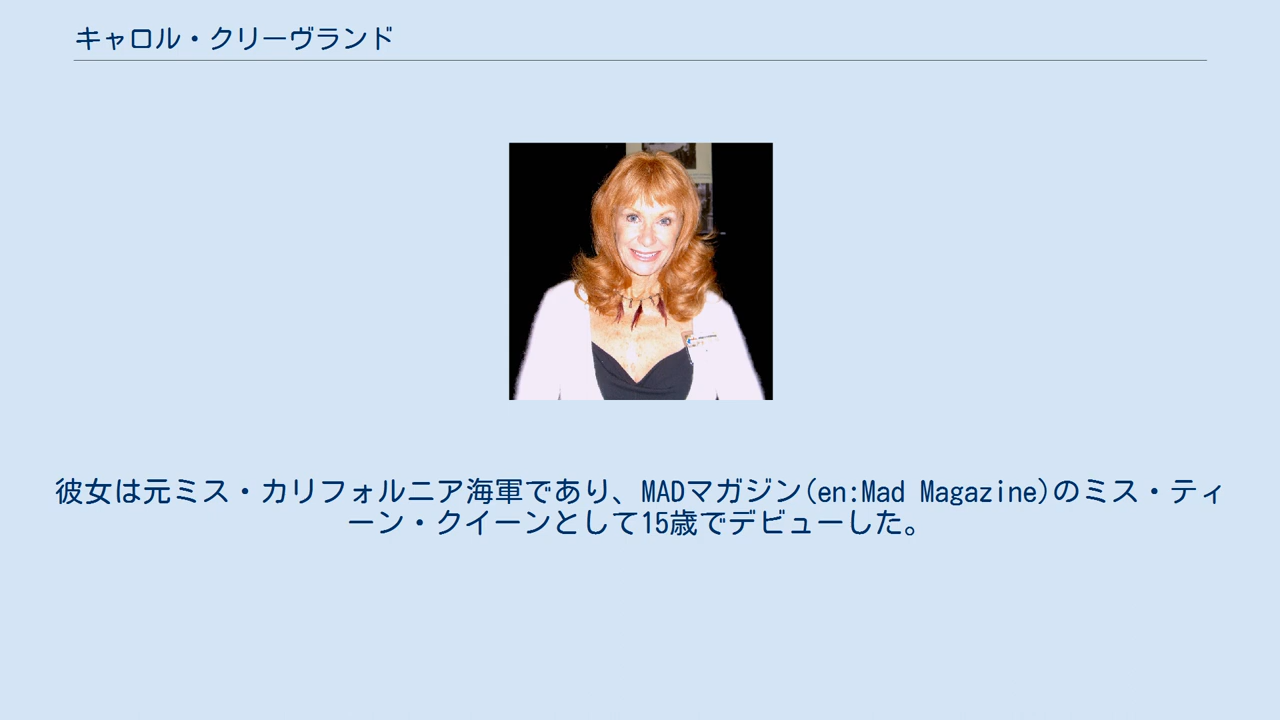 キャロル・クリーヴランド
彼女は元ミス・カリフォルニア海軍であり、MADマガジン(en:Mad Magazine)のミス・ティ
ーン・クイーンとして15歳でデビューした。